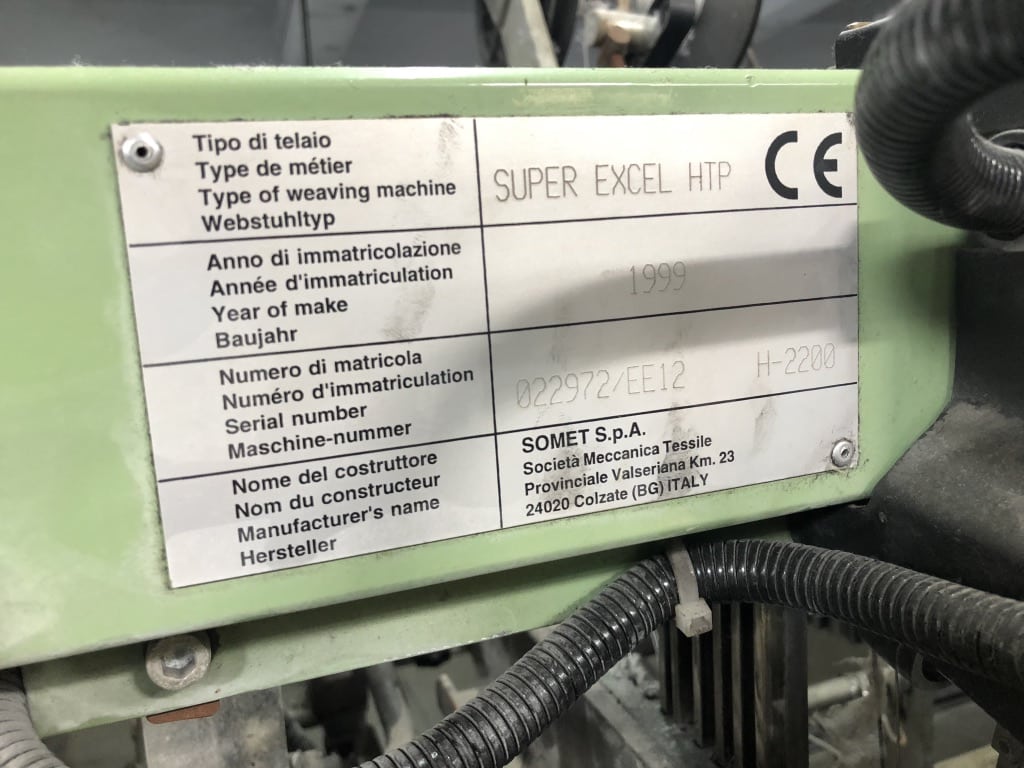 Tipo di telaio
Type de métier
Type of weaving machine
Webstuhltyp
SUPER EXCEL HTP
CE
Anno di immatricolazione
Année d'immatriculation
Year of make
Baujahr
1999
Numero di matricola
Numéro d'immatriculation
Serial number
Maschine-nummer
022972/EE12 H-2200
Nome del costruttore
Nom du constructeur
Manufacturer's name
Hersteller
SOMET S.p.A.
Società Meccanica Tessile
Provinciale Valseriana Km. 23
24020 Colzate (BG) ITALY